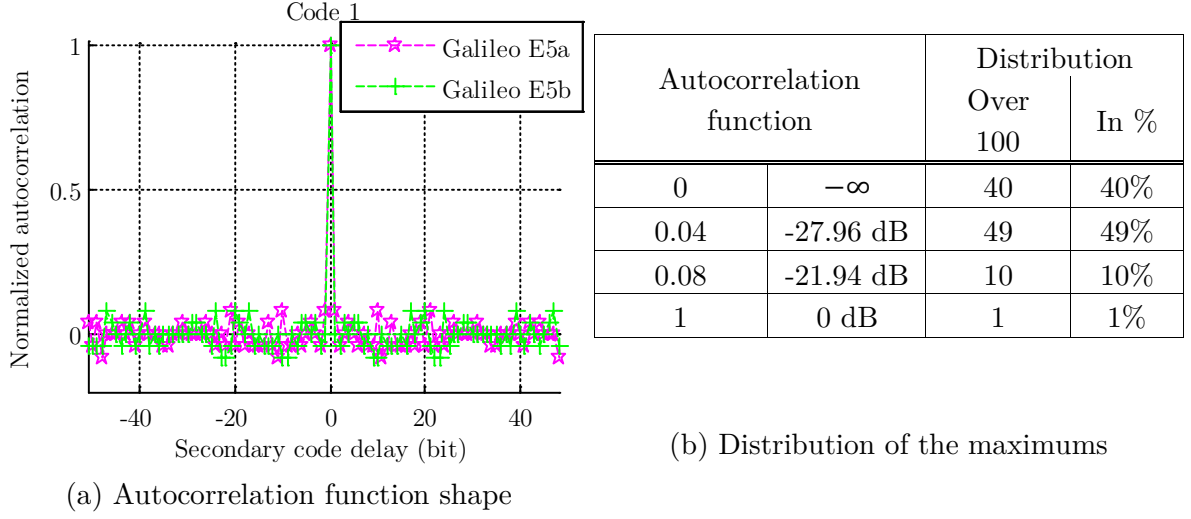 Code 1
Normalized autocorrelation
1
0.5
0
Galileo E5a
Galileo E5b
-40 -20 0 20 40
Secondary code delay (bit)
(a) Autocorrelation function shape
Autocorrelation function
Distribution
Over 100
In %
0 −∞ 40 40%
0.04 -27.96 dB 49 49%
0.08 -21.94 dB 10 10%
1 0 dB 1 1%
(b) Distribution of the maximums